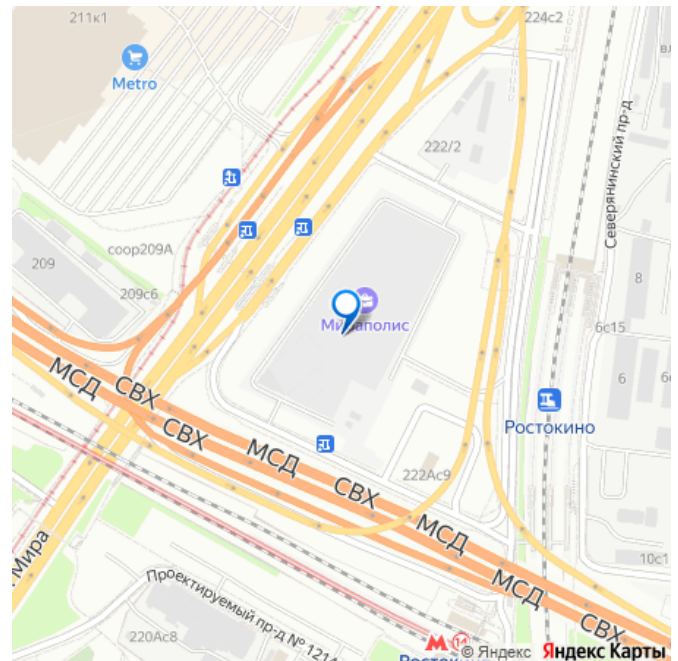 211к1
224с2
Metro
222/2
Северянинский пр-д
соор209А
209
209с6
8
Мираполис
6с15
6
МСД
СВХ
Ростокино
СВХ
МСД
СВХ
222Ас9
МСД
Мира
10с1
МСД
СВХ
Проектируемый пр-д № 1214
220Ас8
М 14
© Яндекс Яндекс Карты